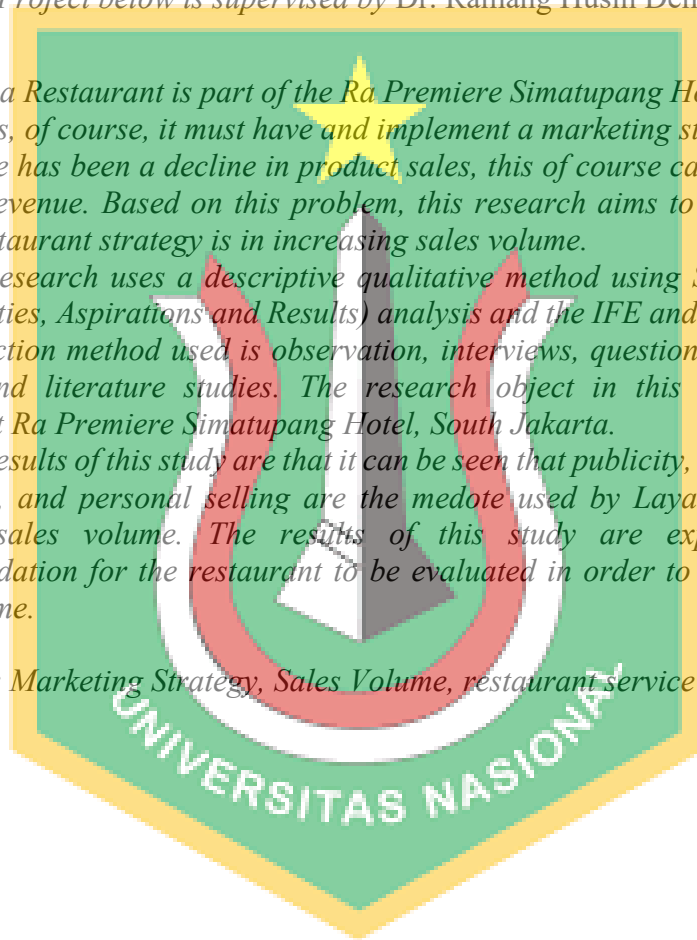 roject below is supervised by Dr. Ramang Husin
a Restaurant is part of the Ra Premiere Simatupang Ho
s, of course, it must have and implement a marketing st
e has been a decline in product sales, this of course ca
evenue. Based on this problem, this research aims to
staurant strategy is in increasing sales volume.
esearch uses a descriptive qualitative method using S
ties, Aspirations and Results) analysis and the IFE and
ction method used is observation, interviews, question
nd literature studies. The research object in this
t Ra Premiere Simatupang Hotel, South Jakarta.
esults of this study are that it can be seen that publicity,
, and personal selling are the medote used by Laya
sales volume. The results of this study are exp
dation for the restaurant to be evaluated in order to
me.
: Marketing Strategy, Sales Volume, restaurant service
UNIVERSITAS NASIONAL